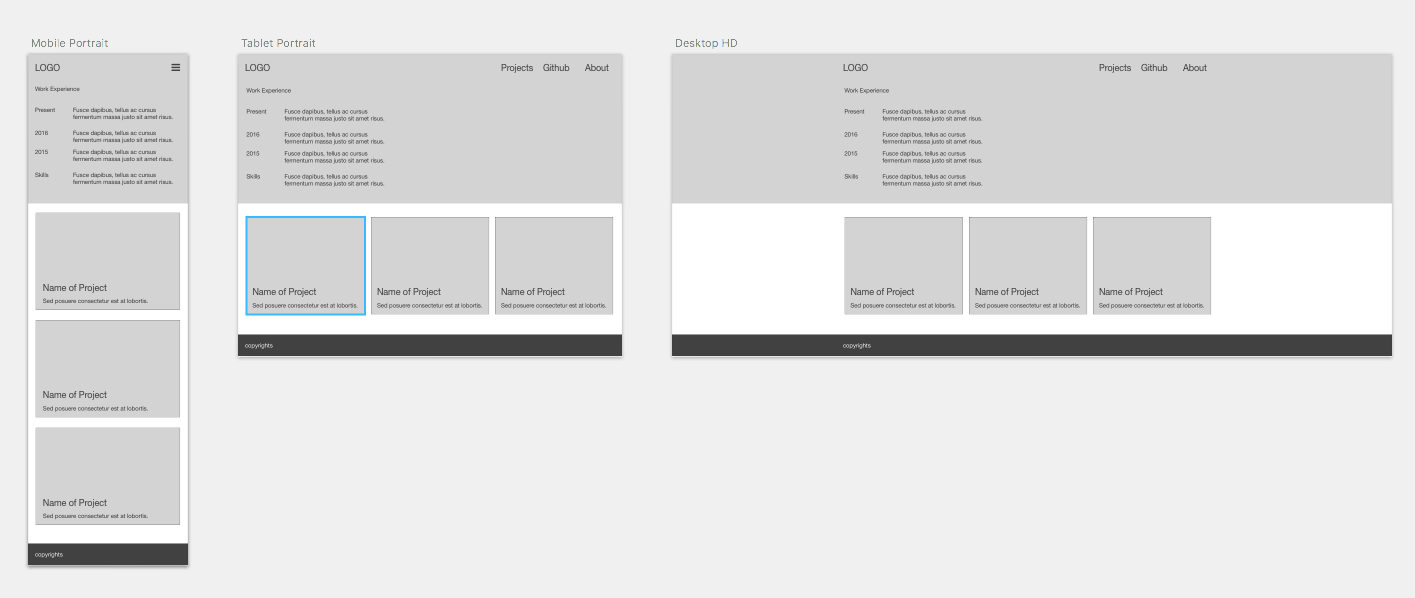 Mobile Portrait
LOGO
Work Experience
Present Fusce dapibus, tellus ac cursus
fermentum massa justo sit amet risus.
2016 Fusce dapibus, tellus ac cursus
fermentum massa justo sit amet risus.
2015 Fusce dapibus, tellus ac cursus
fermentum massa justo sit amet risus.
Skills Fusce dapibus, tellus ac cursus
fermentum massa justo sit amet risus.
Name of Project
Sed posuere consectetur est at lobortis.
Name of Project
Sed posuere consectetur est at lobortis.
Name of Project
Sed posuere consectetur est at lobortis.
copyrights
Tablet Portrait
LOGO Projects Github About
Work Experience
Present Fusce dapibus, tellus ac cursus
fermentum massa justo sit amet risus.
2016 Fusce dapibus, tellus ac cursus
fermentum massa justo sit amet risus.
2015 Fusce dapibus, tellus ac cursus
fermentum massa justo sit amet risus.
Skills Fusce dapibus, tellus ac cursus
fermentum massa justo sit amet risus.
Name of Project
Sed posuere consectetur est at lobortis.
Name of Project
Sed posuere consectetur est at lobortis.
Name of Project
Sed posuere consectetur est at lobortis.
copyrights
Desktop HD
LOGO Projects Github About
Work Experience
Present Fusce dapibus, tellus ac cursus
fermentum massa justo sit amet risus.
2016 Fusce dapibus, tellus ac cursus
fermentum massa justo sit amet risus.
2015 Fusce dapibus, tellus ac cursus
fermentum massa justo sit amet risus.
Skills Fusce dapibus, tellus ac cursus
fermentum massa justo sit amet risus.
Name of Project
Sed posuere consectetur est at lobortis.
Name of Project
Sed posuere consectetur est at lobortis.
Name of Project
Sed posuere consectetur est at lobortis.
copyrights